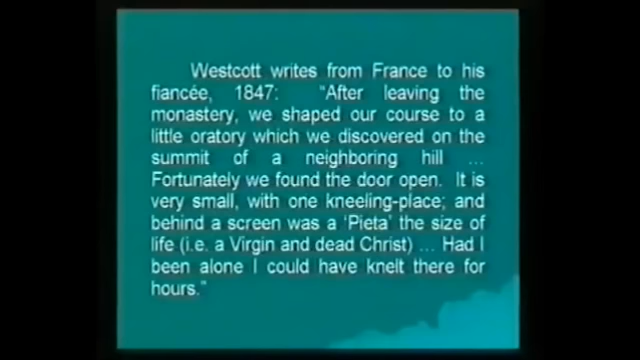 Westcott writes from France to his
fiancée, 1847: "After leaving the
monastery, we shaped our course to a
little oratory which we discovered on the
summit of a neighboring hill ...
Fortunately we found the door open. It is
very small, with one kneeling-place; and
behind a screen was a 'Pieta' the size of
life (i.e. a Virgin and dead Christ) ... Had I
been alone I could have knelt there for
hours."